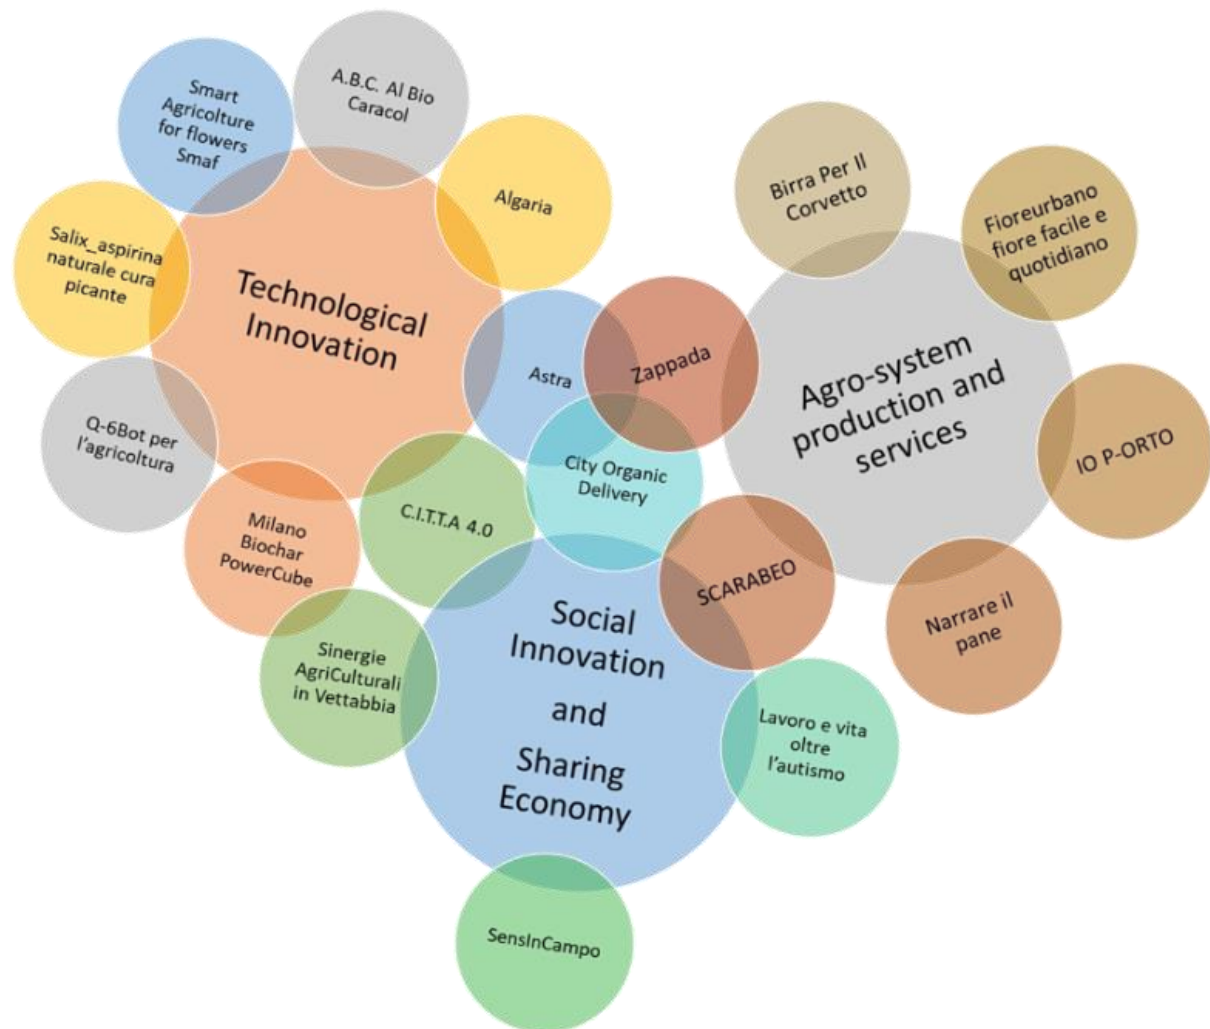 Smart
Agricolture
for flowers
Smaf
A.B.C. Al Bio
Caracol
Algaria
Salix_aspirina
naturale cura
picante
Technological
Innovation
Q-6Bot per
l'agricoltura
Milano
Biochar
PowerCube
C.I.T.T.A 4.0
Astra
Zappada
City Organic
Delivery
Birra Per Il
Corvetto
Fioreurbano
fiore facile e
quotidiano
Agro-system
production and
services
IO P-ORTO
Narrare il
pane
SCARABEO
Sinergie
AgriCulturali
in Vettabbia
Social
Innovation
and
Sharing
Economy
Lavoro e vita
oltre
l'autismo
SensInCampo